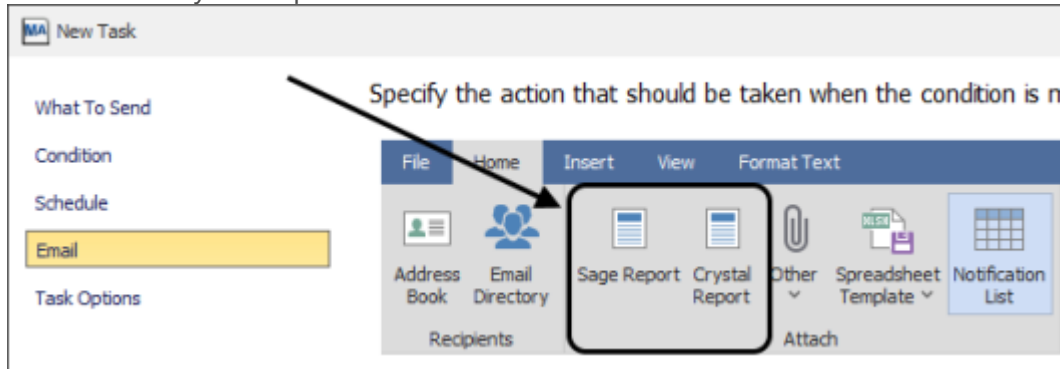 New Task
What To Send
Condition
Schedule
Email
Task Options
Specify the action that should be taken when the condition is
File Home Insert View Format Text
Address Book
Email Directory
Sage Report
Crystal Report
Other
Spreadsheet Template
Notification List
Recipients
Attach